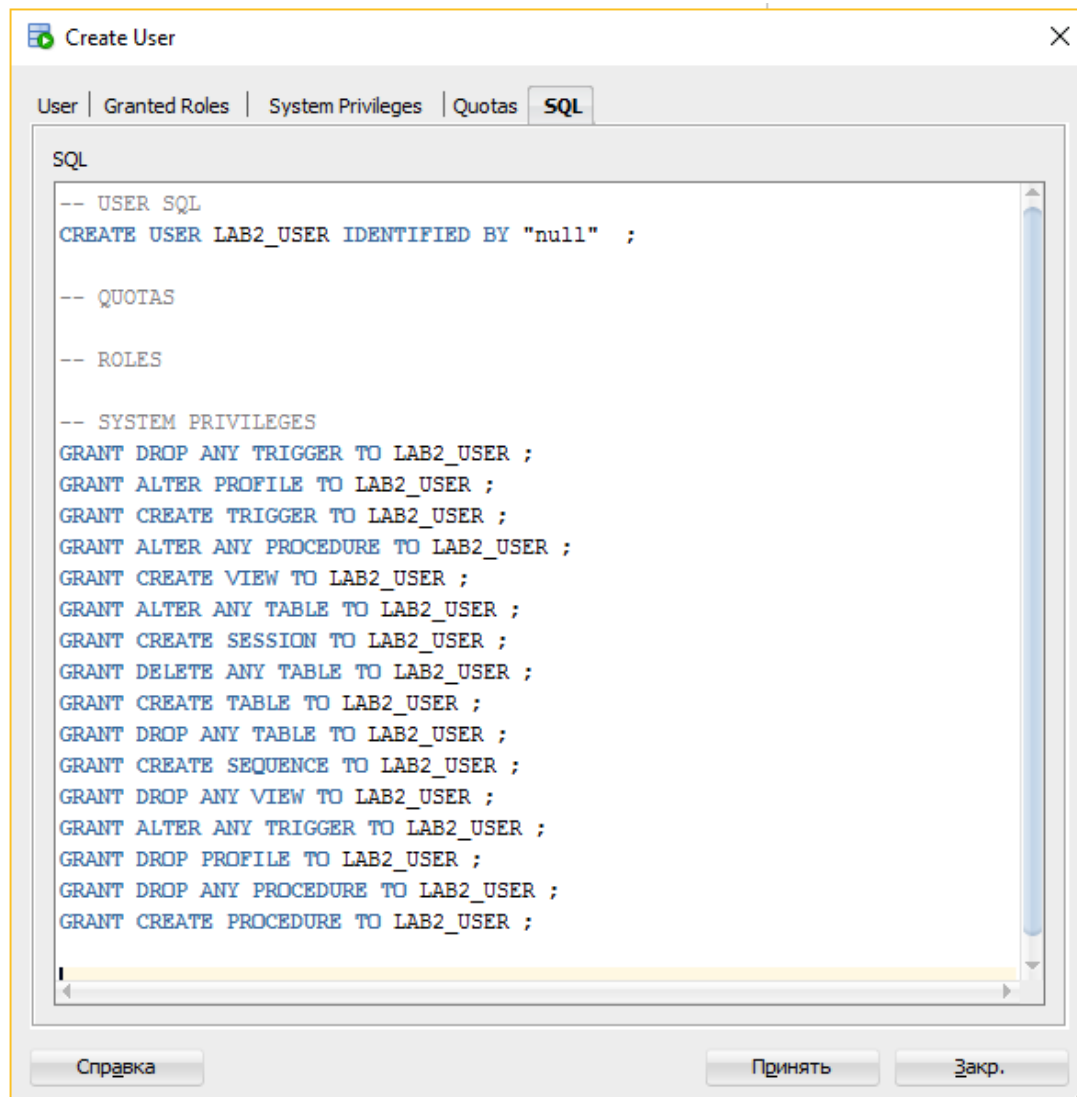 Create User
User Granted Roles System Privileges Quotas SQL
SQL
-- USER SQL
CREATE USER LAB2_USER IDENTIFIED BY "null"  ;
-- QUOTAS
-- ROLES
-- SYSTEM PRIVILEGES
GRANT DROP ANY TRIGGER TO LAB2_USER ;
GRANT ALTER PROFILE TO LAB2_USER ;
GRANT CREATE TRIGGER TO LAB2_USER ;
GRANT ALTER ANY PROCEDURE TO LAB2_USER ;
GRANT CREATE VIEW TO LAB2_USER ;
GRANT ALTER ANY TABLE TO LAB2_USER ;
GRANT CREATE SESSION TO LAB2_USER ;
GRANT DELETE ANY TABLE TO LAB2_USER ;
GRANT CREATE TABLE TO LAB2_USER ;
GRANT DROP ANY TABLE TO LAB2_USER ;
GRANT CREATE SEQUENCE TO LAB2_USER ;
GRANT DROP ANY VIEW TO LAB2_USER ;
GRANT ALTER ANY TRIGGER TO LAB2_USER ;
GRANT DROP PROFILE TO LAB2_USER ;
GRANT DROP ANY PROCEDURE TO LAB2_USER ;
GRANT CREATE PROCEDURE TO LAB2_USER ;
Справка Принять Закр.